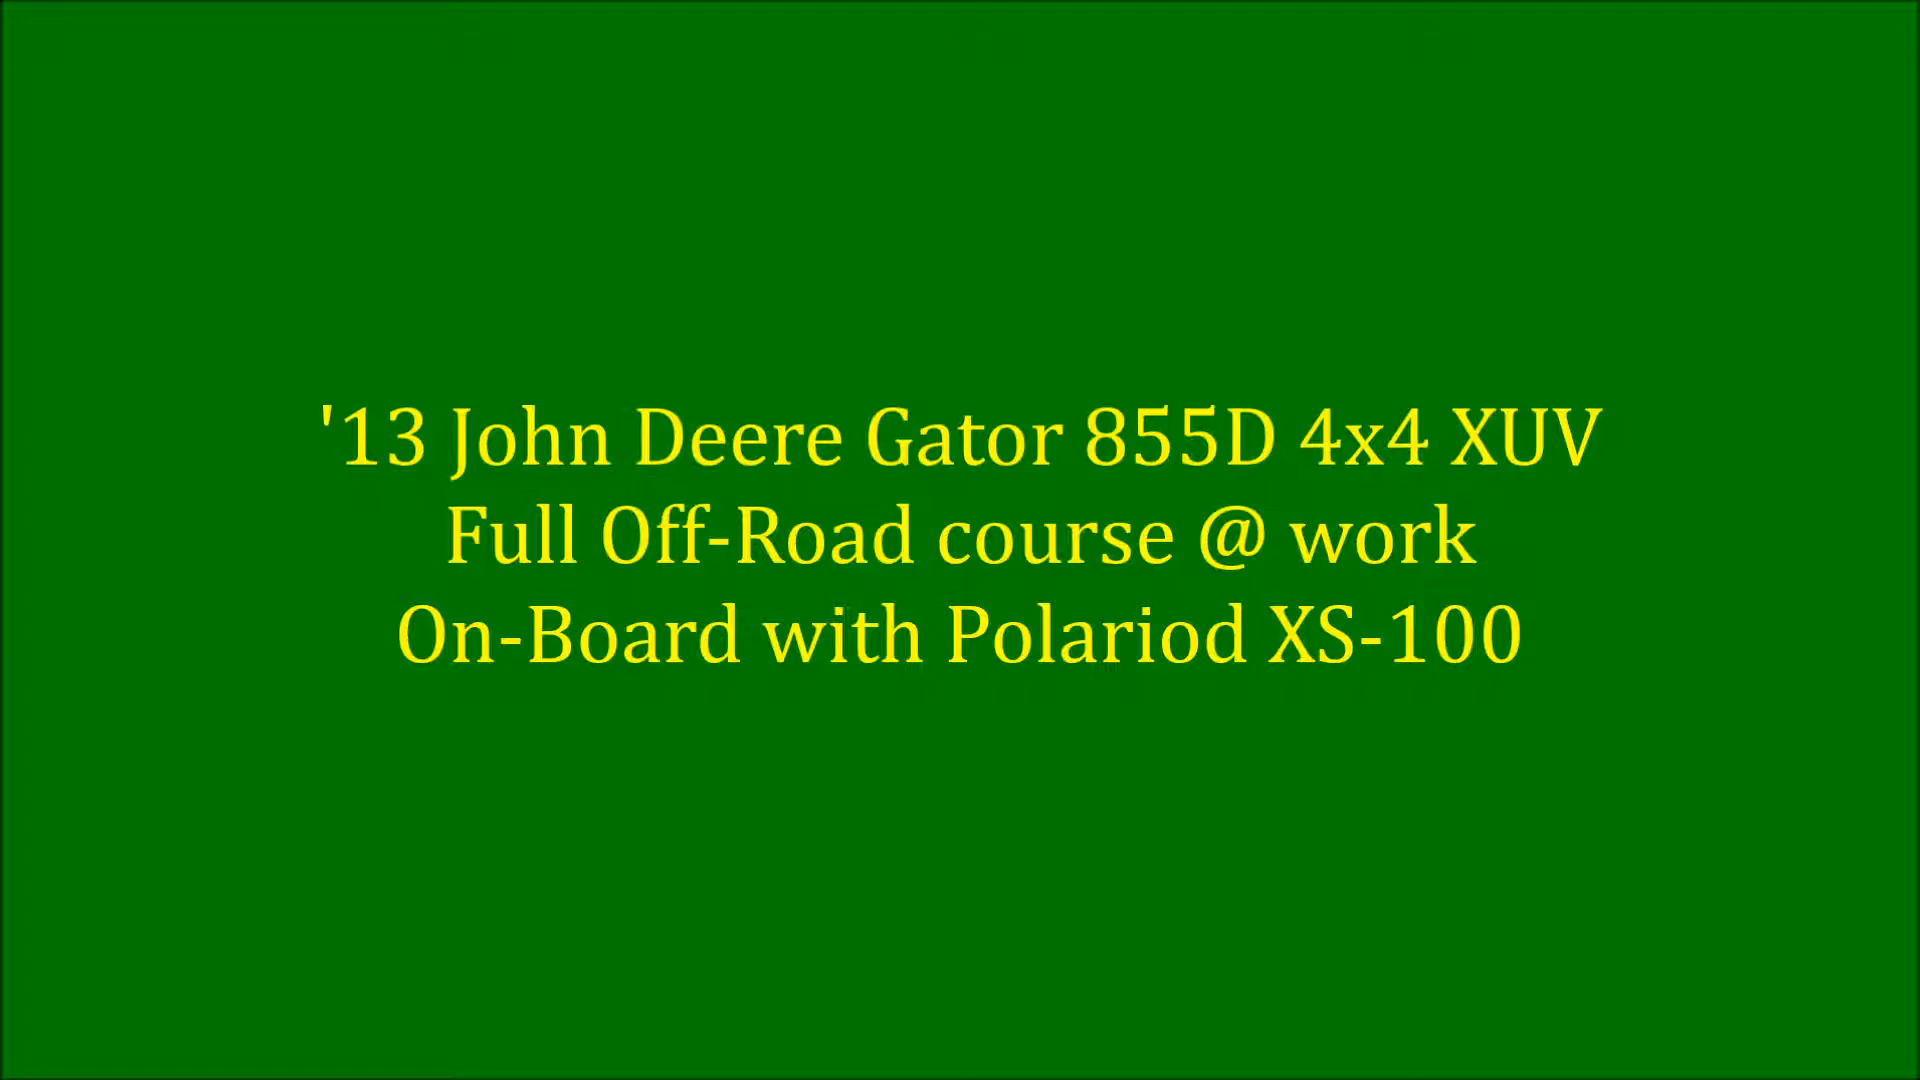 '13 John Deere Gator 855D 4x4 XUV
Full Off-Road course @ work
On-Board with Polariod XS-100